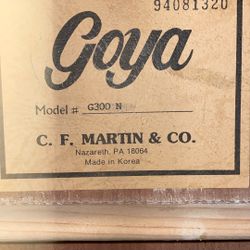 94081320
Goya
Model # G300 N
C. F. MARTIN & CO.
Nazareth, PA 18064
Made in Korea